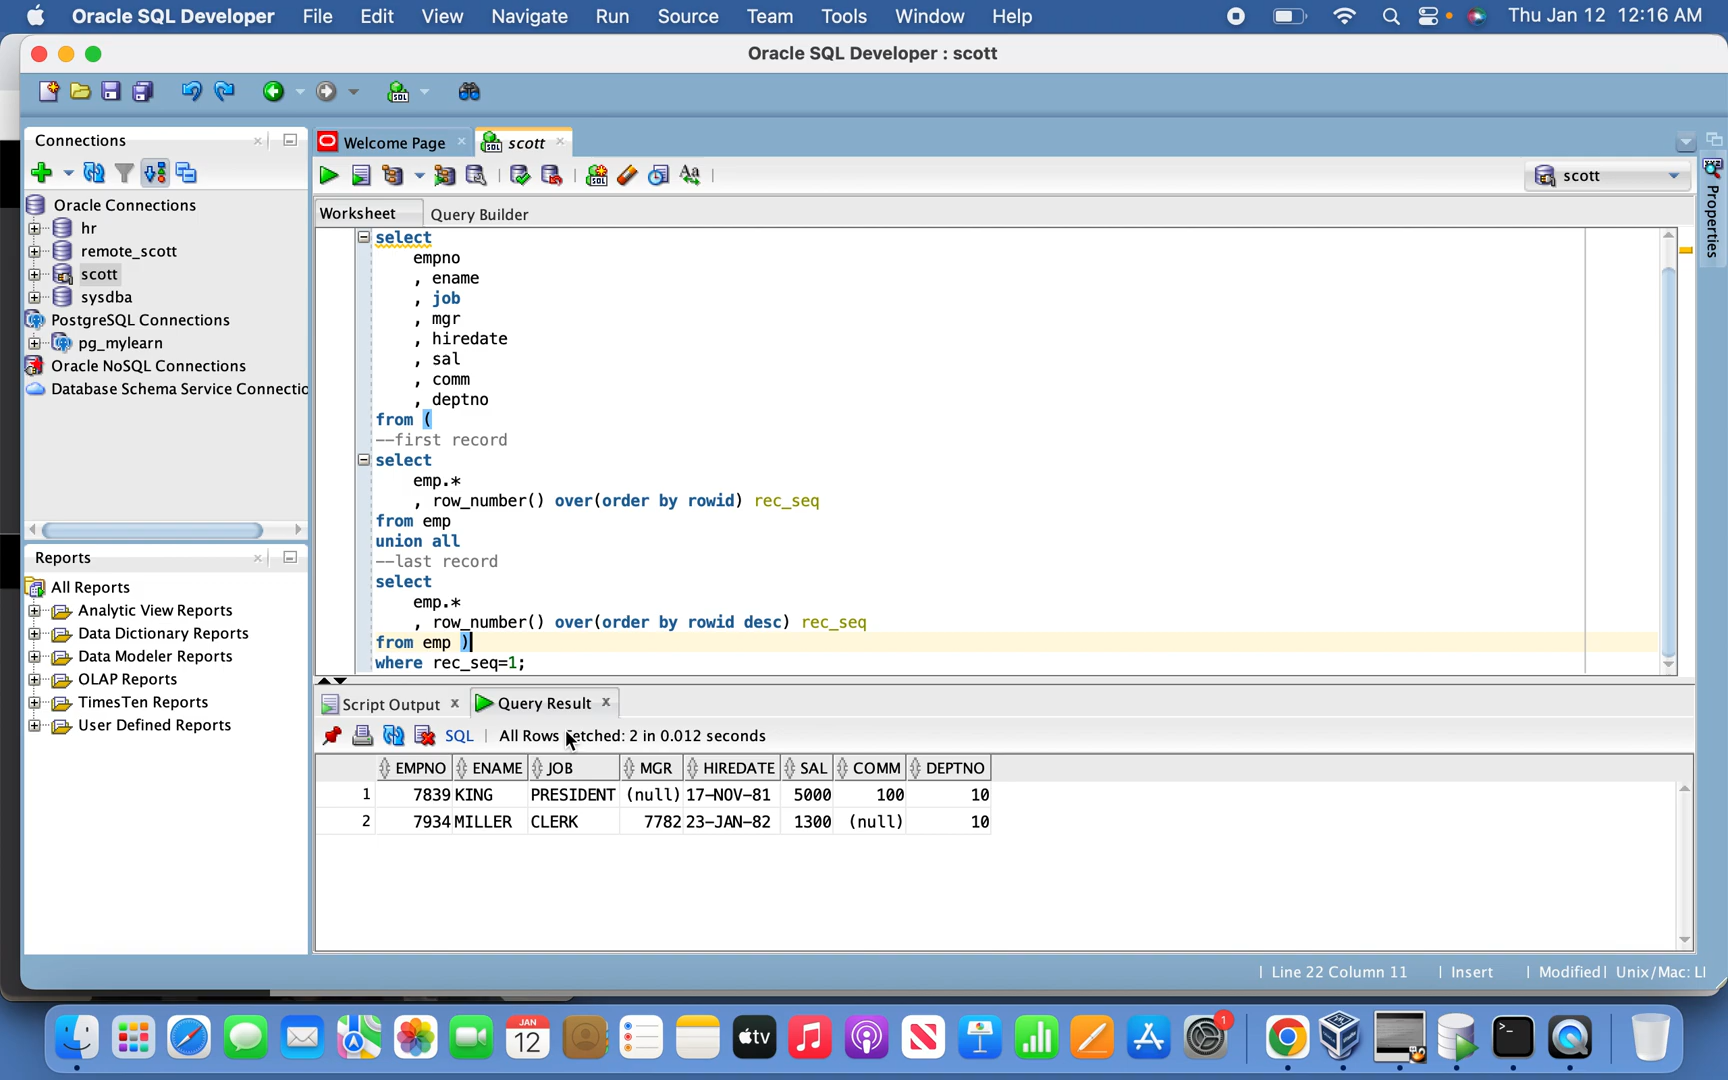 Oracle SQL Developer File Edit View Navigate Run Source Team Tools Window Help Thu Jan 12 12:16 AM
Oracle SQL Developer : scott
Connections
Oracle Connections
hr
remote_scott
scott
sysdba
PostgreSQL Connections
pg_mylearn
Oracle NoSQL Connections
Database Schema Service Connectio
Reports
All Reports
Analytic View Reports
Data Dictionary Reports
Data Modeler Reports
OLAP Reports
TimesTen Reports
User Defined Reports
Welcome Page scott
scott
Worksheet Query Builder
select
empno
, ename
, job
, mgr
, hiredate
, sal
, comm
, deptno
from (
--first record
select
emp.*
, row_number() over(order by rowid) rec_seq
from emp
union all
--last record
select
emp.*
, row_number() over(order by rowid desc) rec_seq
from emp )
where rec_seq=1;
Properties
Script Output Query Result
SQL All Rows Fetched: 2 in 0.012 seconds
EMPNO ENAME JOB MGR HIREDATE SAL COMM DEPTNO
1 7839 KING PRESIDENT (null) 17-NOV-81 5000 100 10
2 7934 MILLER CLERK 7782 23-JAN-82 1300 (null) 10
Line 22 Column 11 Insert Modified Unix/Mac: LI
JAN
12
tv
1